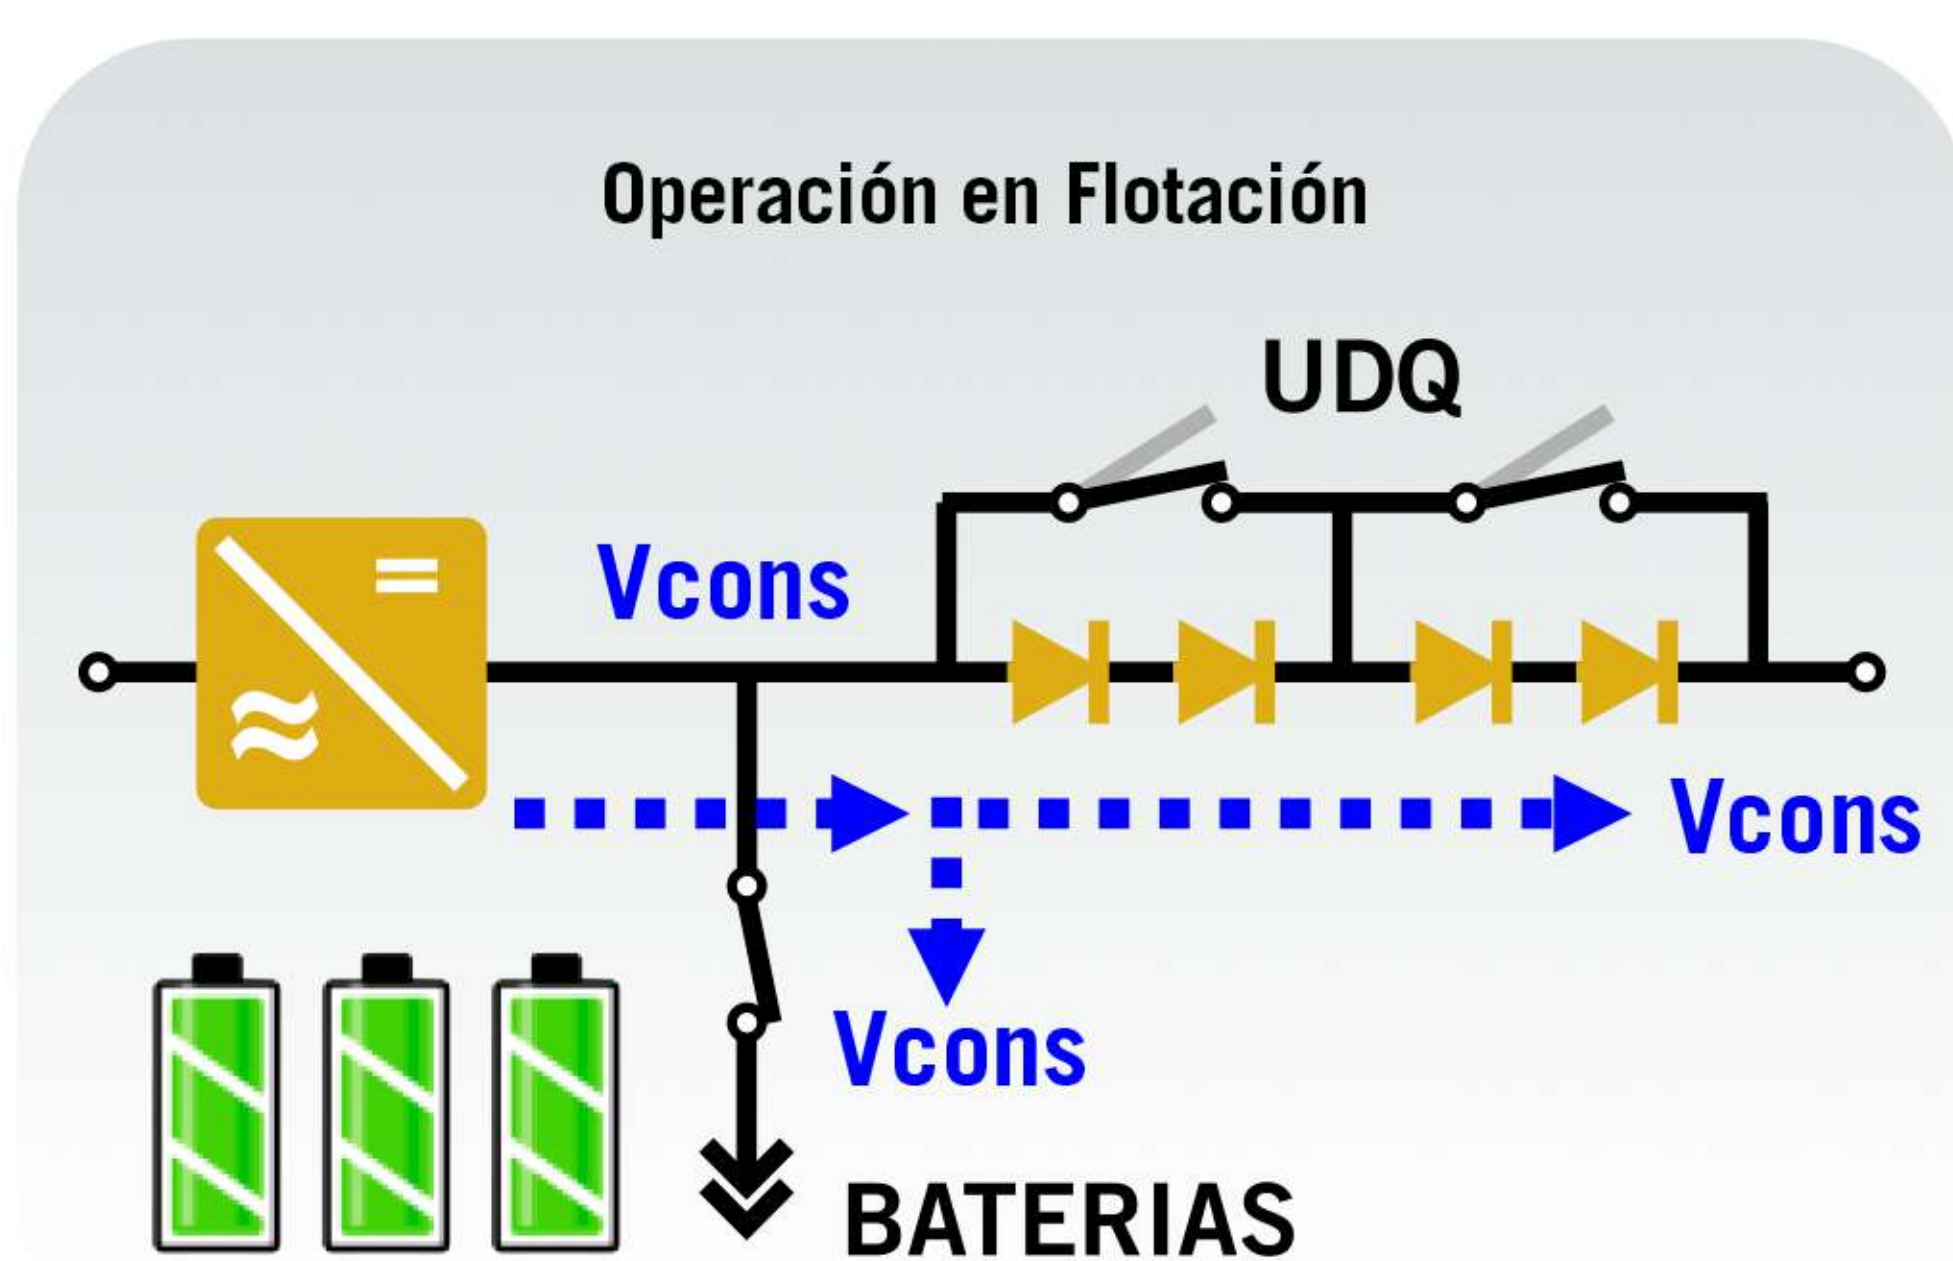 Operación en Flotación
UDQ
Vcons
Vcons
Vcons
BATERIAS